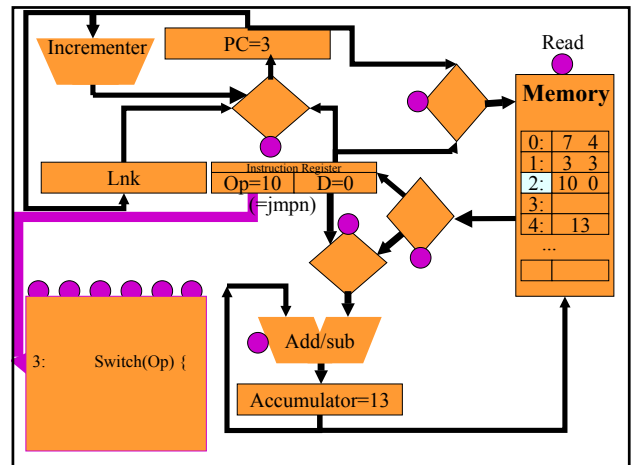 Incrementer
PC=3
Read
Memory
0: 7 4
1: 3 3
2: 10 0
3:
4: 13
...
Lnk
Instruction Register
Op=10 D=0
(=jmpn)
3: Switch(Op) {
Add/sub
Accumulator=13